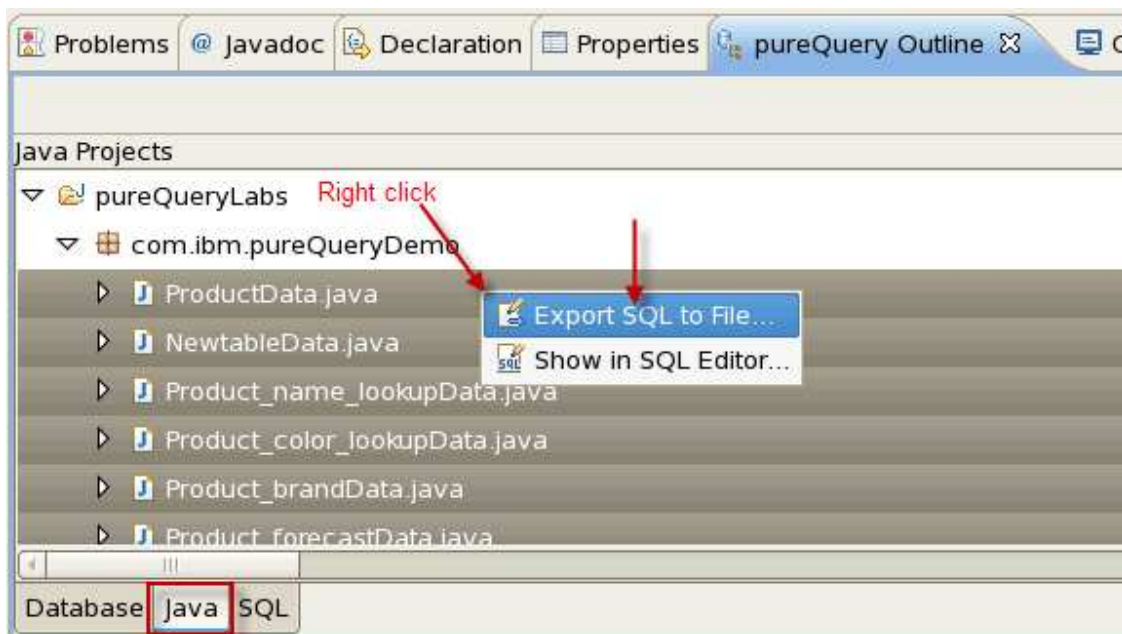 Problems @ Javadoc Declaration Properties pureQuery Outline
Java Projects
pureQueryLabs Right click
com.ibm.pureQueryDemo
ProductData.java
Export SQL to File...
NewtableData.java
Show in SQL Editor...
Product_name_lookupData.java
Product_color_lookupData.java
Product_brandData.java
Product_forecastData.java
Database Java SQL